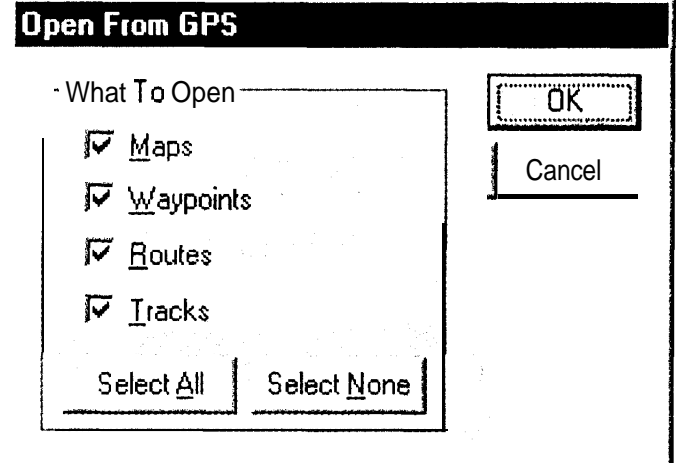 Open From GPS
What To Open
OK
Maps
Cancel
Waypoints
Routes
Tracks
Select All
Select None